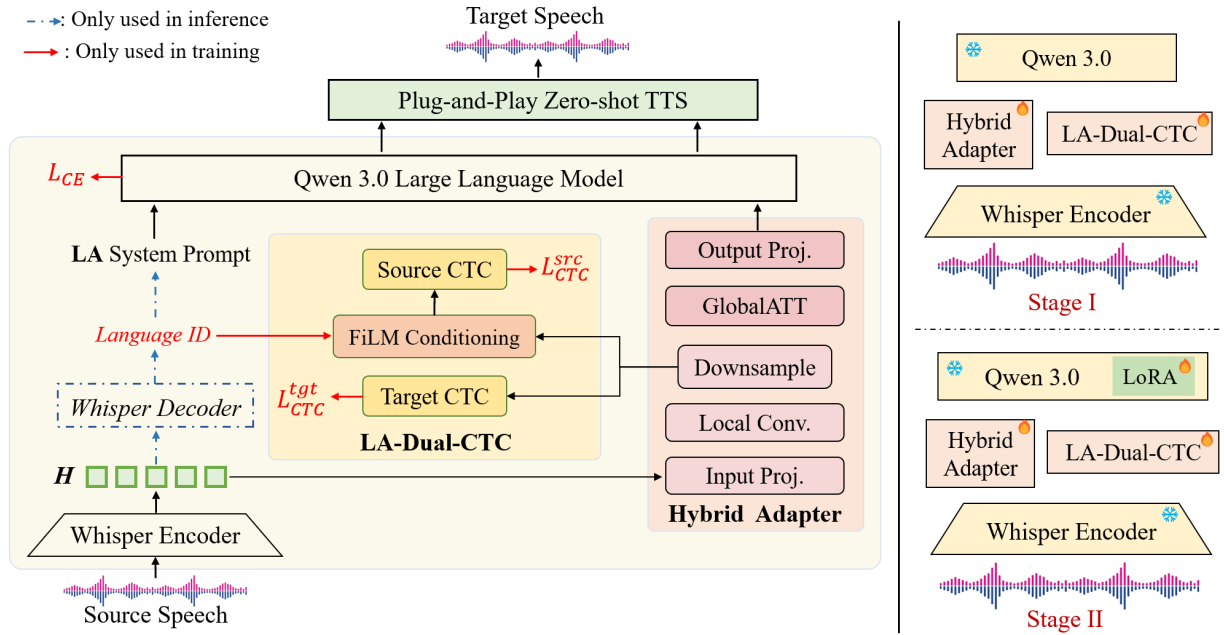 : Only used in inference
: Only used in training
Target Speech
Plug-and-Play Zero-shot TTS
L_CE
Qwen 3.0 Large Language Model
LA System Prompt
Language ID
Whisper Decoder
H
Whisper Encoder
Source Speech
Source CTC
L_CTC^src
FiLM Conditioning
L_CTC^tgt
Target CTC
LA-Dual-CTC
Output Proj.
GlobalATT
Downsample
Local Conv.
Input Proj.
Hybrid Adapter
Qwen 3.0
Hybrid
Adapter
LA-Dual-CTC
Whisper Encoder
Stage I
Qwen 3.0
LoRA
Hybrid
Adapter
LA-Dual-CTC
Whisper Encoder
Stage II